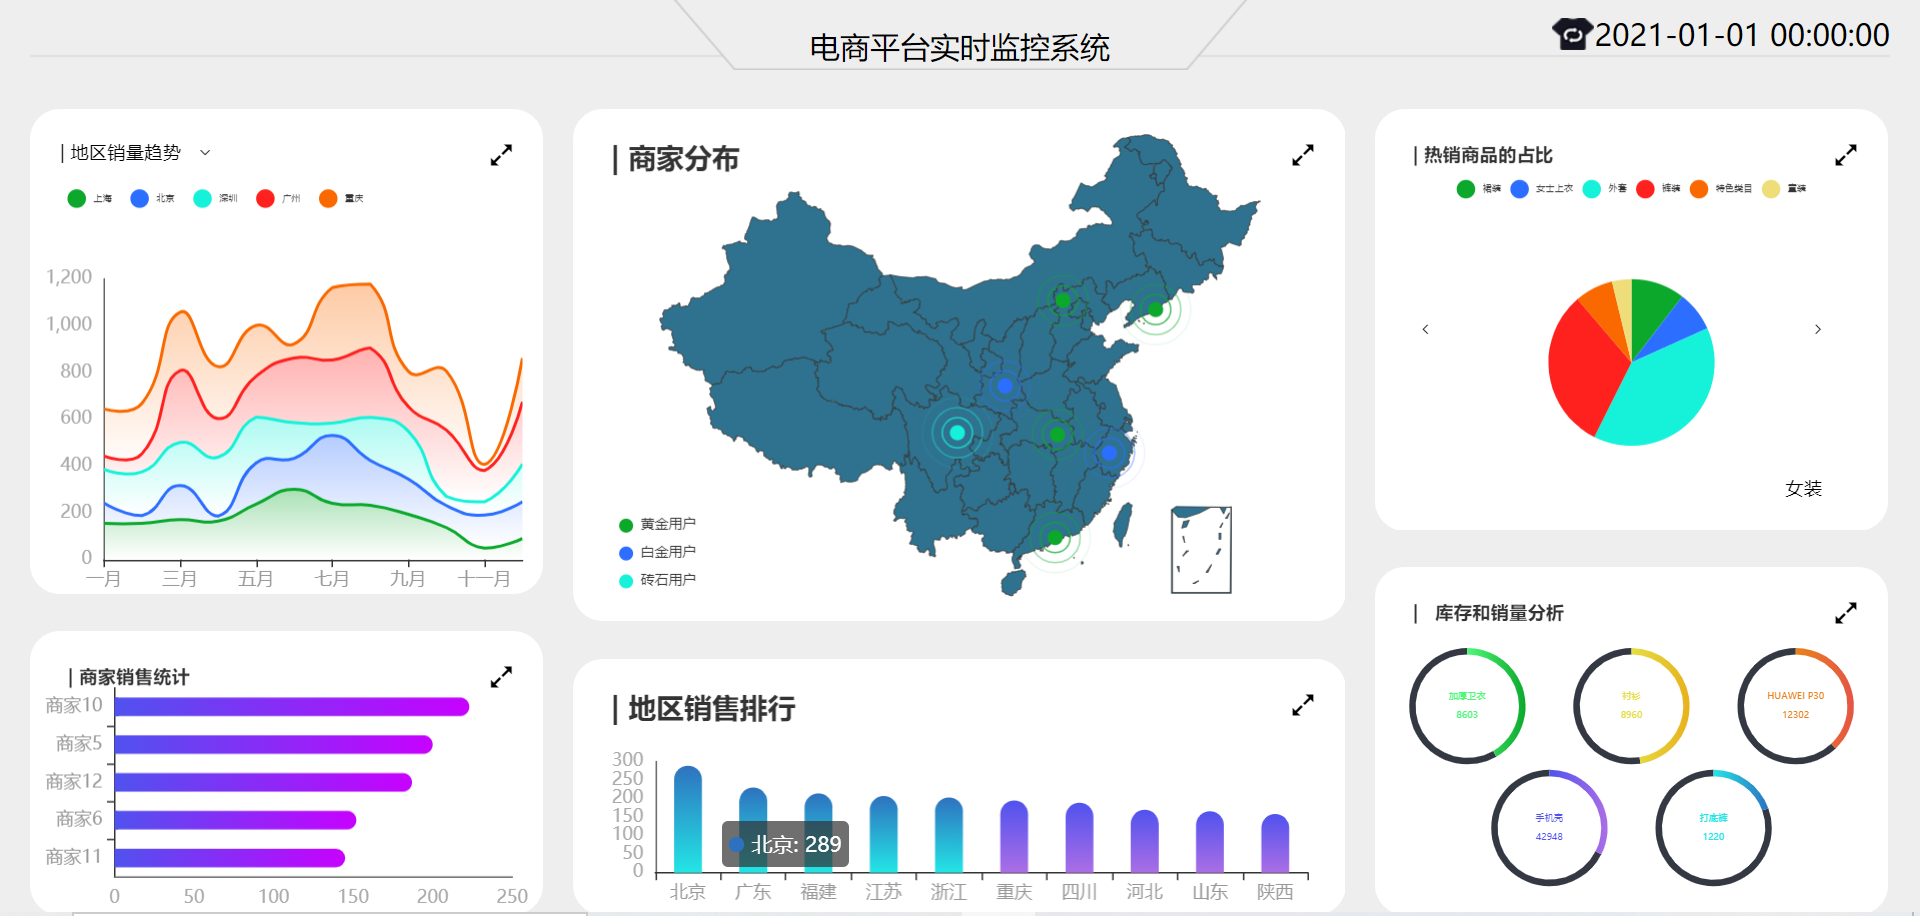 电商平台实时监控系统
2021-01-01 00:00:00
| 地区销量趋势
上海 北京 深圳 广州 重庆
1,200
1,000
800
600
400
200
0
一月 三月 五月 七月 九月 十一月
| 商家销售统计
商家10
商家5
商家12
商家6
商家11
0 50 100 150 200 250
| 商家分布
黄金用户
白金用户
砖石用户
| 地区销售排行
300
250
200
150
100
50
0
北京: 289
北京 广东 福建 江苏 浙江 重庆 四川 河北 山东 陕西
| 热销商品的占比
裙装 女士上衣 外套 裤装 特色类目 童装
女装
| 库存和销量分析
加厚卫衣
8603
衬衫
8960
HUAWEI P30
12302
手机壳
42948
打底裤
1220